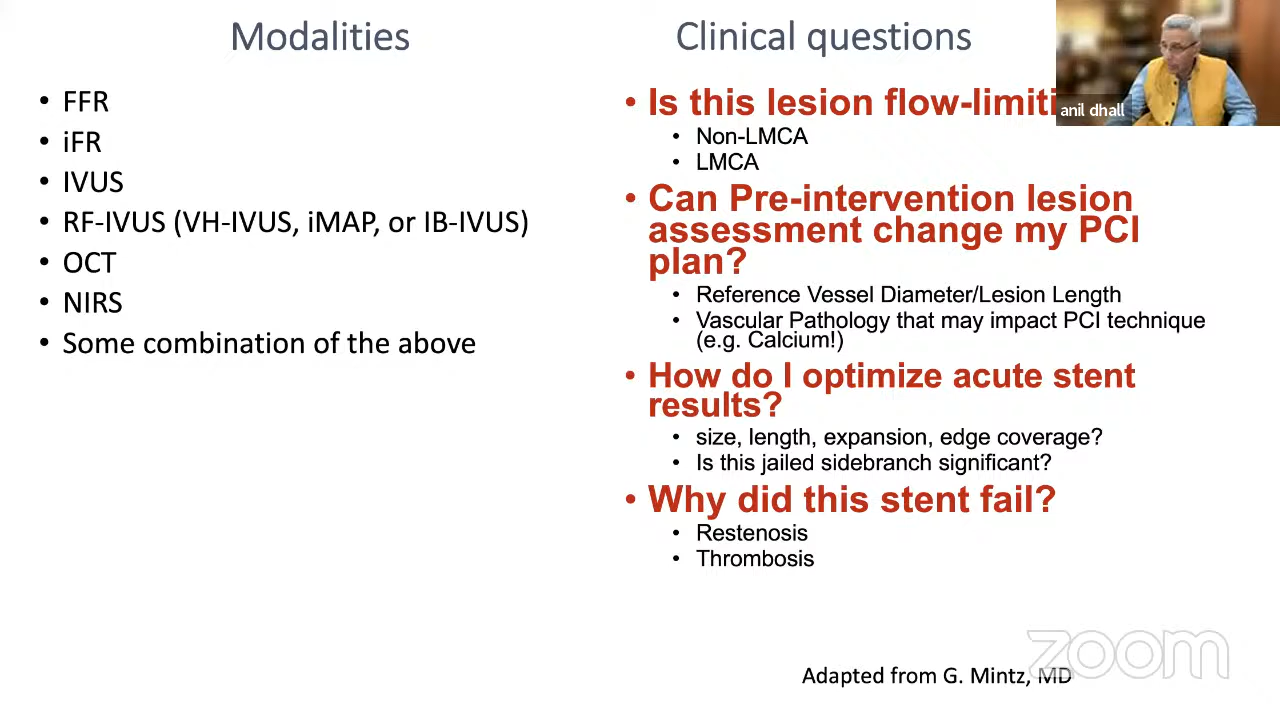 Modalities
• FFR
• iFR
• IVUS
• RF-IVUS (VH-IVUS, iMAP, or IB-IVUS)
• OCT
• NIRS
• Some combination of the above
Clinical questions
• Is this lesion flow-limiti
• Non-LMCA
• LMCA
• Can Pre-intervention lesion
assessment change my PCI
plan?
• Reference Vessel Diameter/Lesion Length
• Vascular Pathology that may impact PCI technique
(e.g. Calcium!)
• How do I optimize acute stent
results?
• size, length, expansion, edge coverage?
• Is this jailed sidebranch significant?
• Why did this stent fail?
• Restenosis
• Thrombosis
anil dhall
zoom
Adapted from G. Mintz, MD